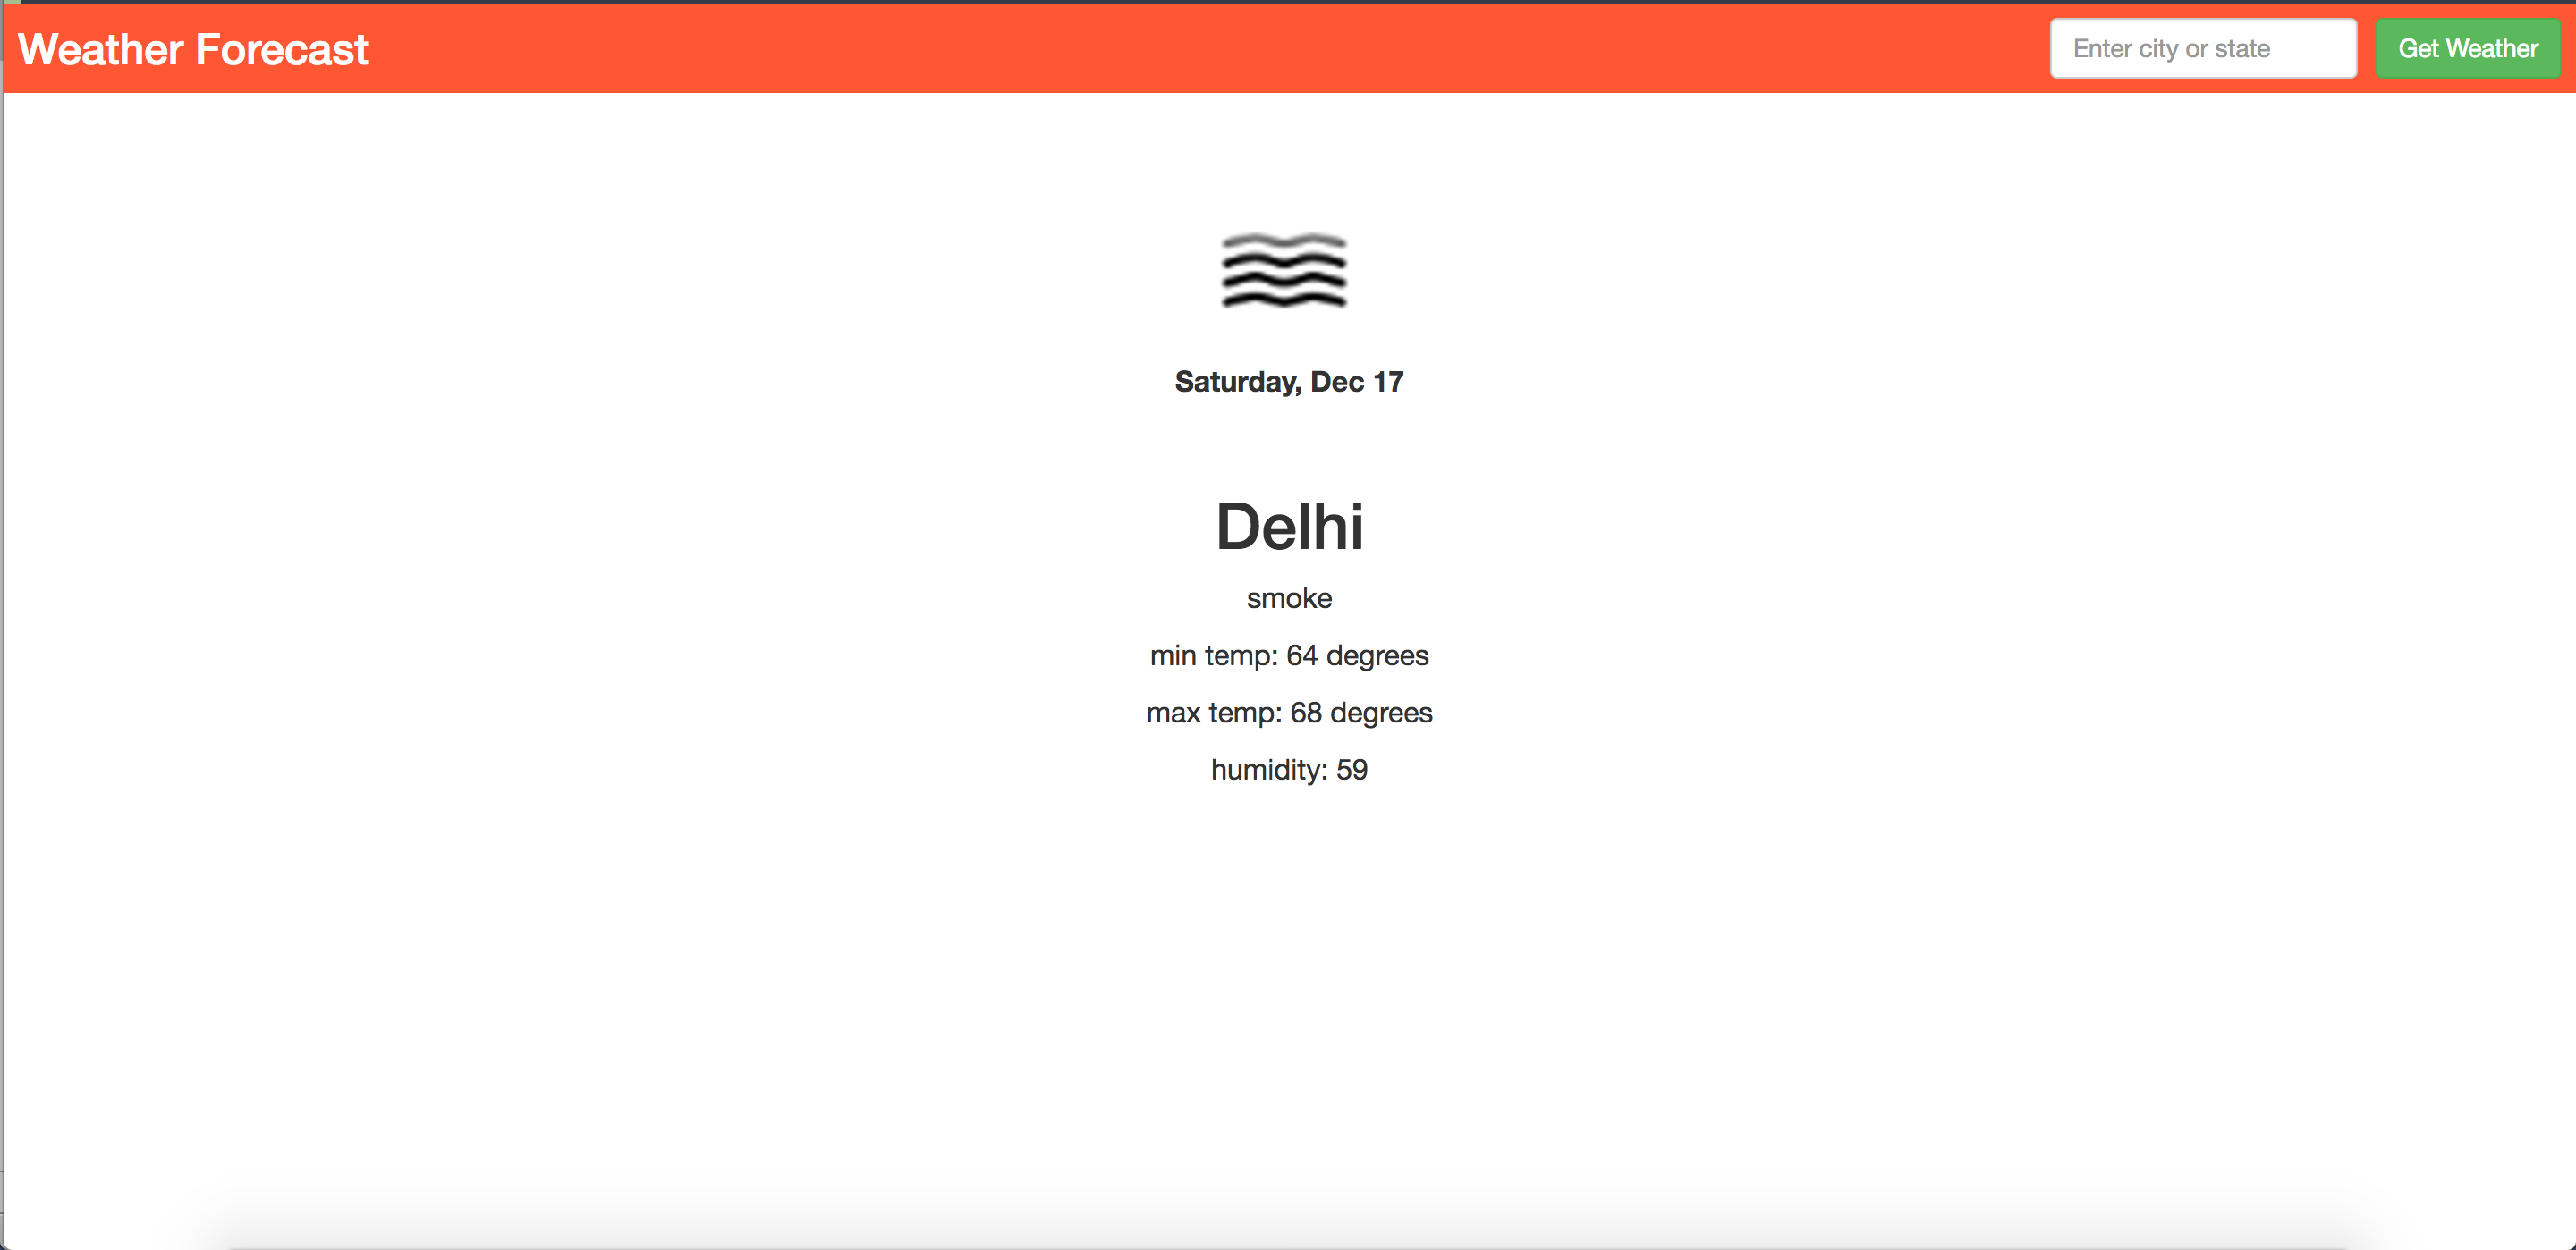 Weather Forecast
Enter city or state
Get Weather
Saturday, Dec 17
Delhi
smoke
min temp: 64 degrees
max temp: 68 degrees
humidity: 59